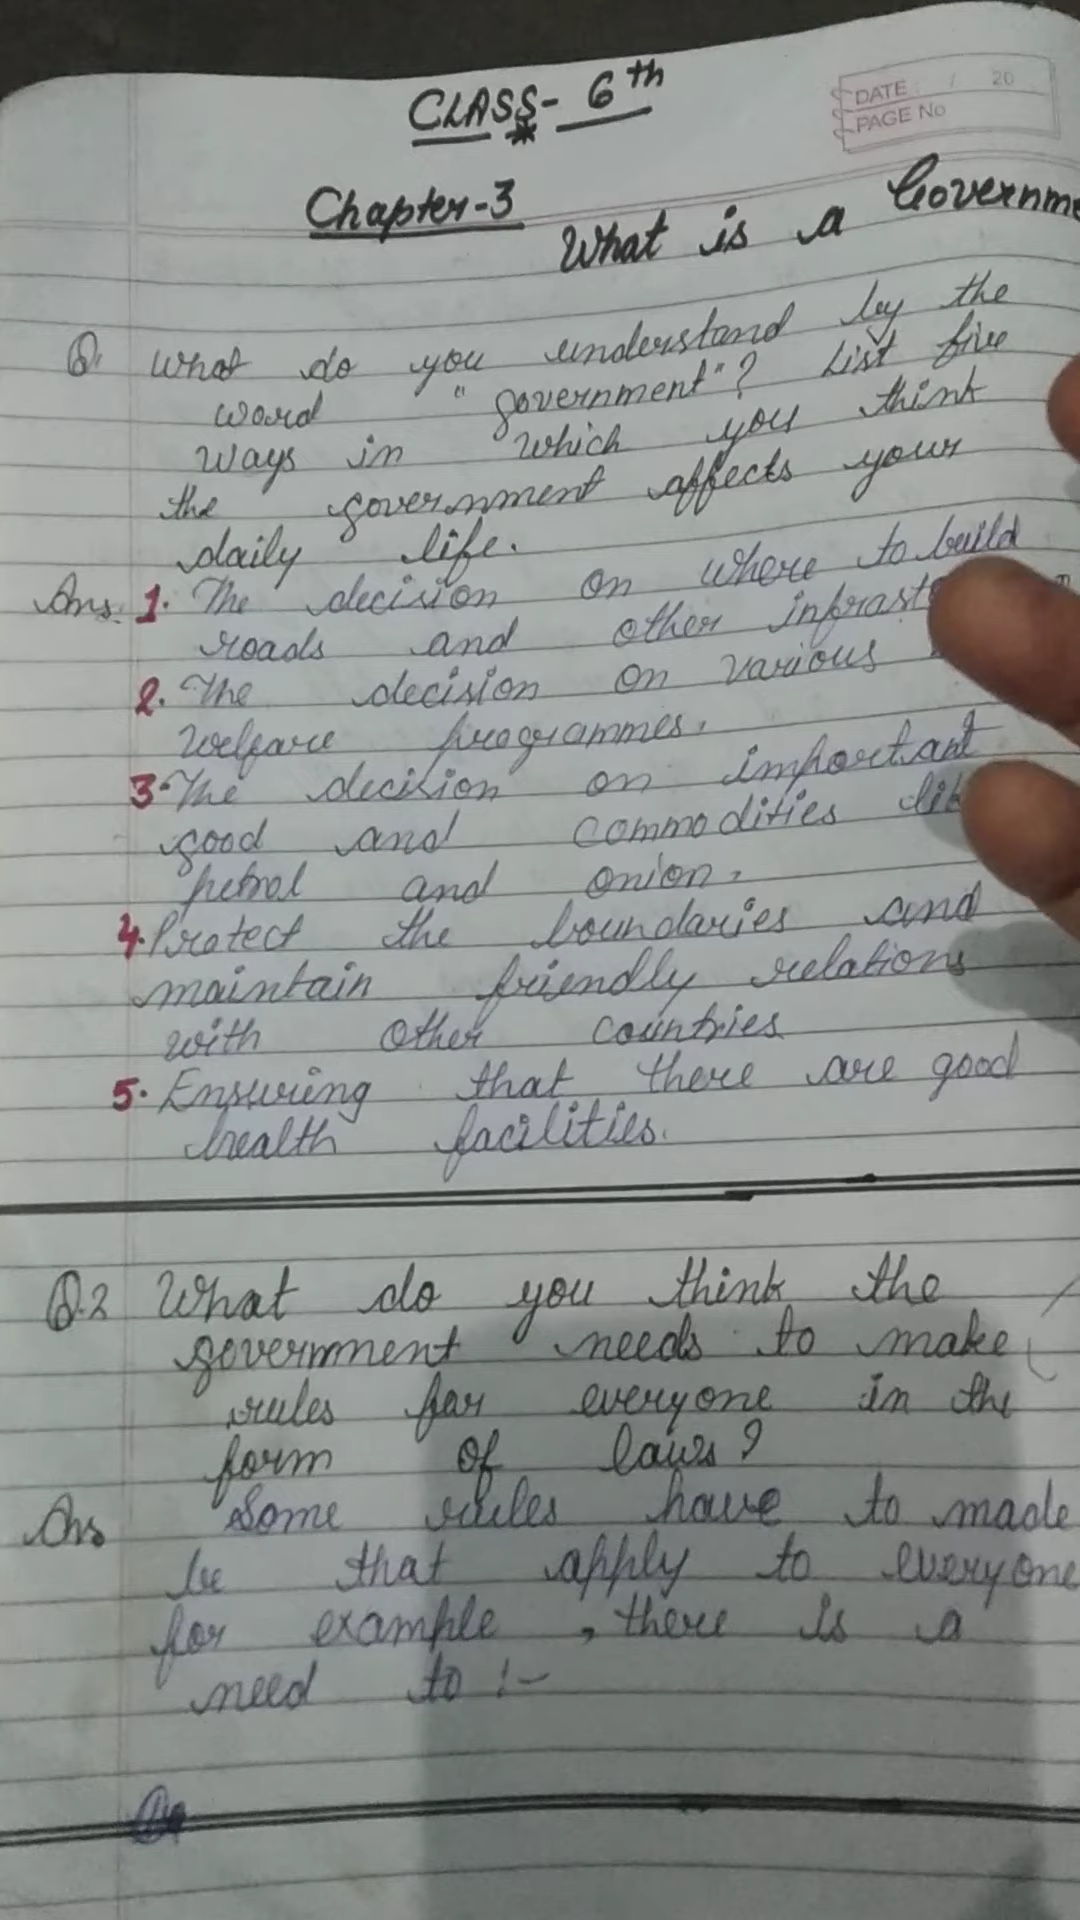 CLASS- 6th
DATE / 20
PAGE No
Chapter-3
What is a Governme
Q. What do you understand by the
word "government"? List five
ways in which you think
the government affects your
daily life.
Ans. 1. The decision on where to build
roads and other infrast
2. The decision on various
welfare programmes.
3. The decision on important
good and commodities
petrol and onion.
4. Protect the boundaries and
maintain friendly relations
with other countries
5. Ensuring that there are good
health facilities.
Q.2 What do you think the
government needs to make
rules for everyone in the
form of laws?
Ans Some rules have to made
be that apply to everyone
for example, there is a
need to :-